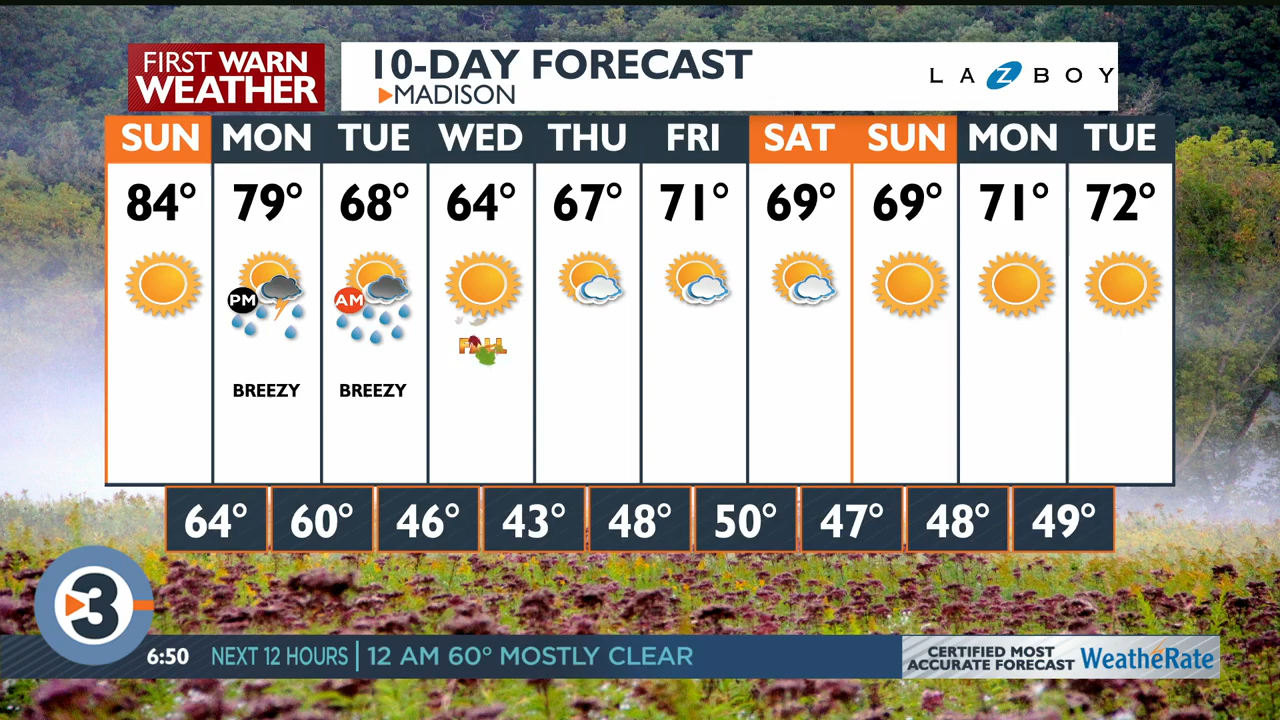 FIRST WARN
WEATHER
10-DAY FORECAST
MADISON
LA Z BOY
SUN MON TUE WED THU FRI SAT SUN MON TUE
84° 79° 68° 64° 67° 71° 69° 69° 71° 72°
PM AM
FALL
BREEZY BREEZY
64° 60° 46° 43° 48° 50° 47° 48° 49°
3
6:50 NEXT 12 HOURS 12 AM 60° MOSTLY CLEAR
CERTIFIED MOST
ACCURATE FORECAST WeatheRate